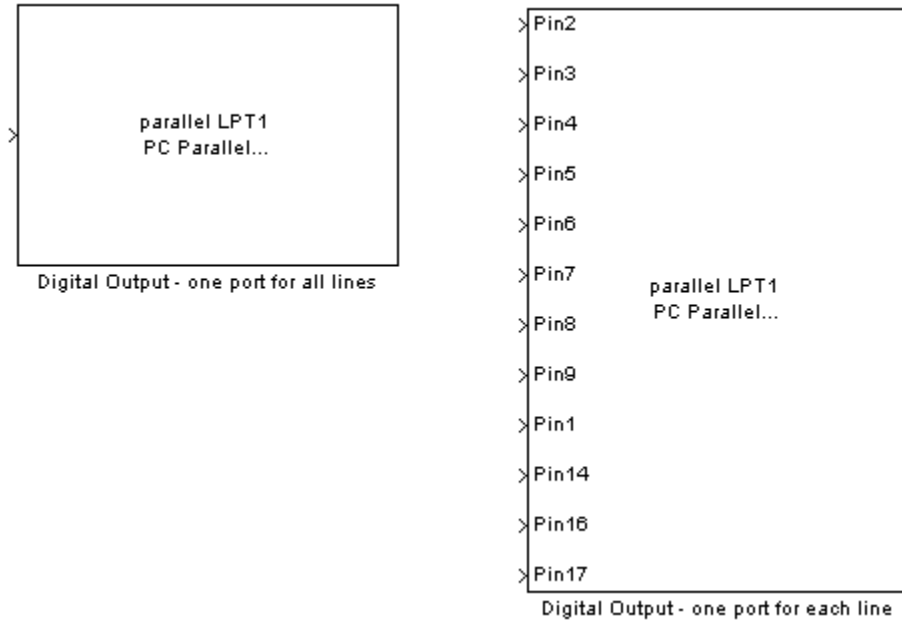 parallel LPT1
PC Parallel...
Digital Output - one port for all lines
Pin2
Pin3
Pin4
Pin5
Pin6
Pin7
Pin8
Pin9
Pin1
Pin14
Pin16
Pin17
parallel LPT1
PC Parallel...
Digital Output - one port for each line